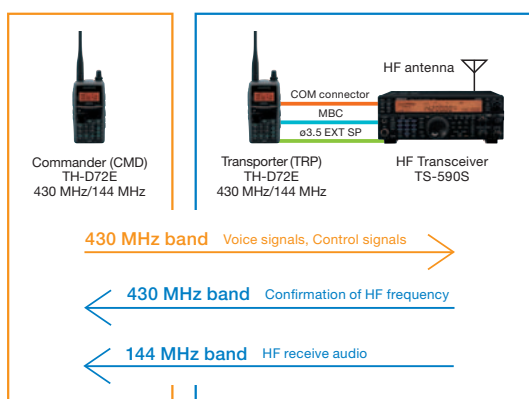 HF antenna
COM connector
MBC
ø3.5 EXT SP
Commander (CMD)
TH-D72E
430 MHz/144 MHz
Transporter (TRP)
TH-D72E
430 MHz/144 MHz
HF Transceiver
TS-590S
430 MHz band Voice signals, Control signals
430 MHz band Confirmation of HF frequency
144 MHz band HF receive audio